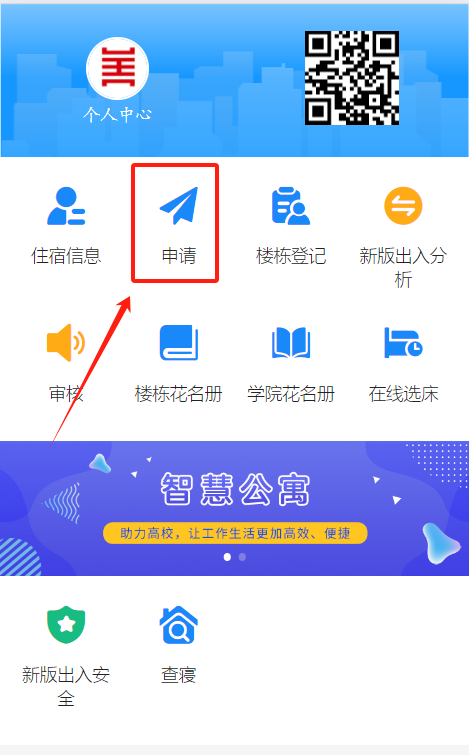 个人中心
住宿信息
申请
楼栋登记
新版出入分
析
审核
楼栋花名册
学院花名册
在线选床
智慧公寓
助力高校，让工作生活更加高效、便捷
新版出入安
全
查寝